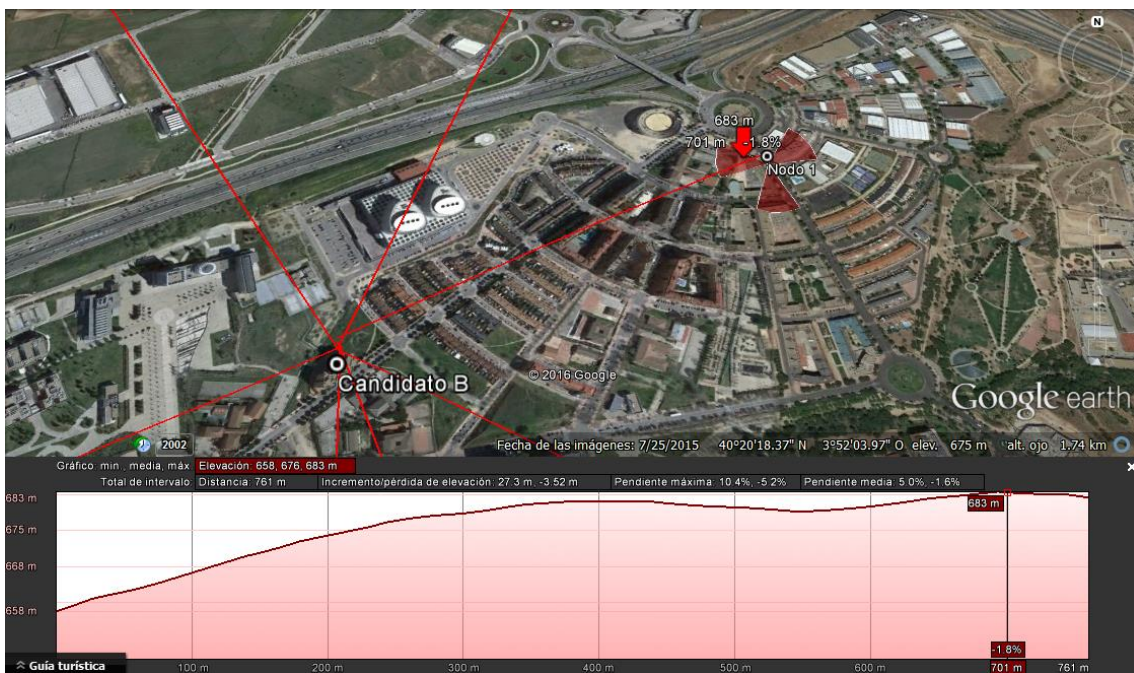 N
683 m
701 m -1.8%
Nodo 1
Candidato B
© 2016 Google
Google earth
2002
Fecha de las imágenes: 7/25/2015 40°20'18.37" N 3°52'03.97" O elev. 675 m alt. ojo 1.74 km
Gráfico: min., media, máx. Elevación: 658, 676, 683 m
Total de intervalo: Distancia: 761 m Incremento/pérdida de elevación: 27.3 m, -3.52 m Pendiente máxima: 10.4%, -5.2% Pendiente media: 5.0%, -1.6%
683 m
683 m
675 m
668 m
658 m
-1.8%
Guía turística 100 m 200 m 300 m 400 m 500 m 600 m 701 m 761 m